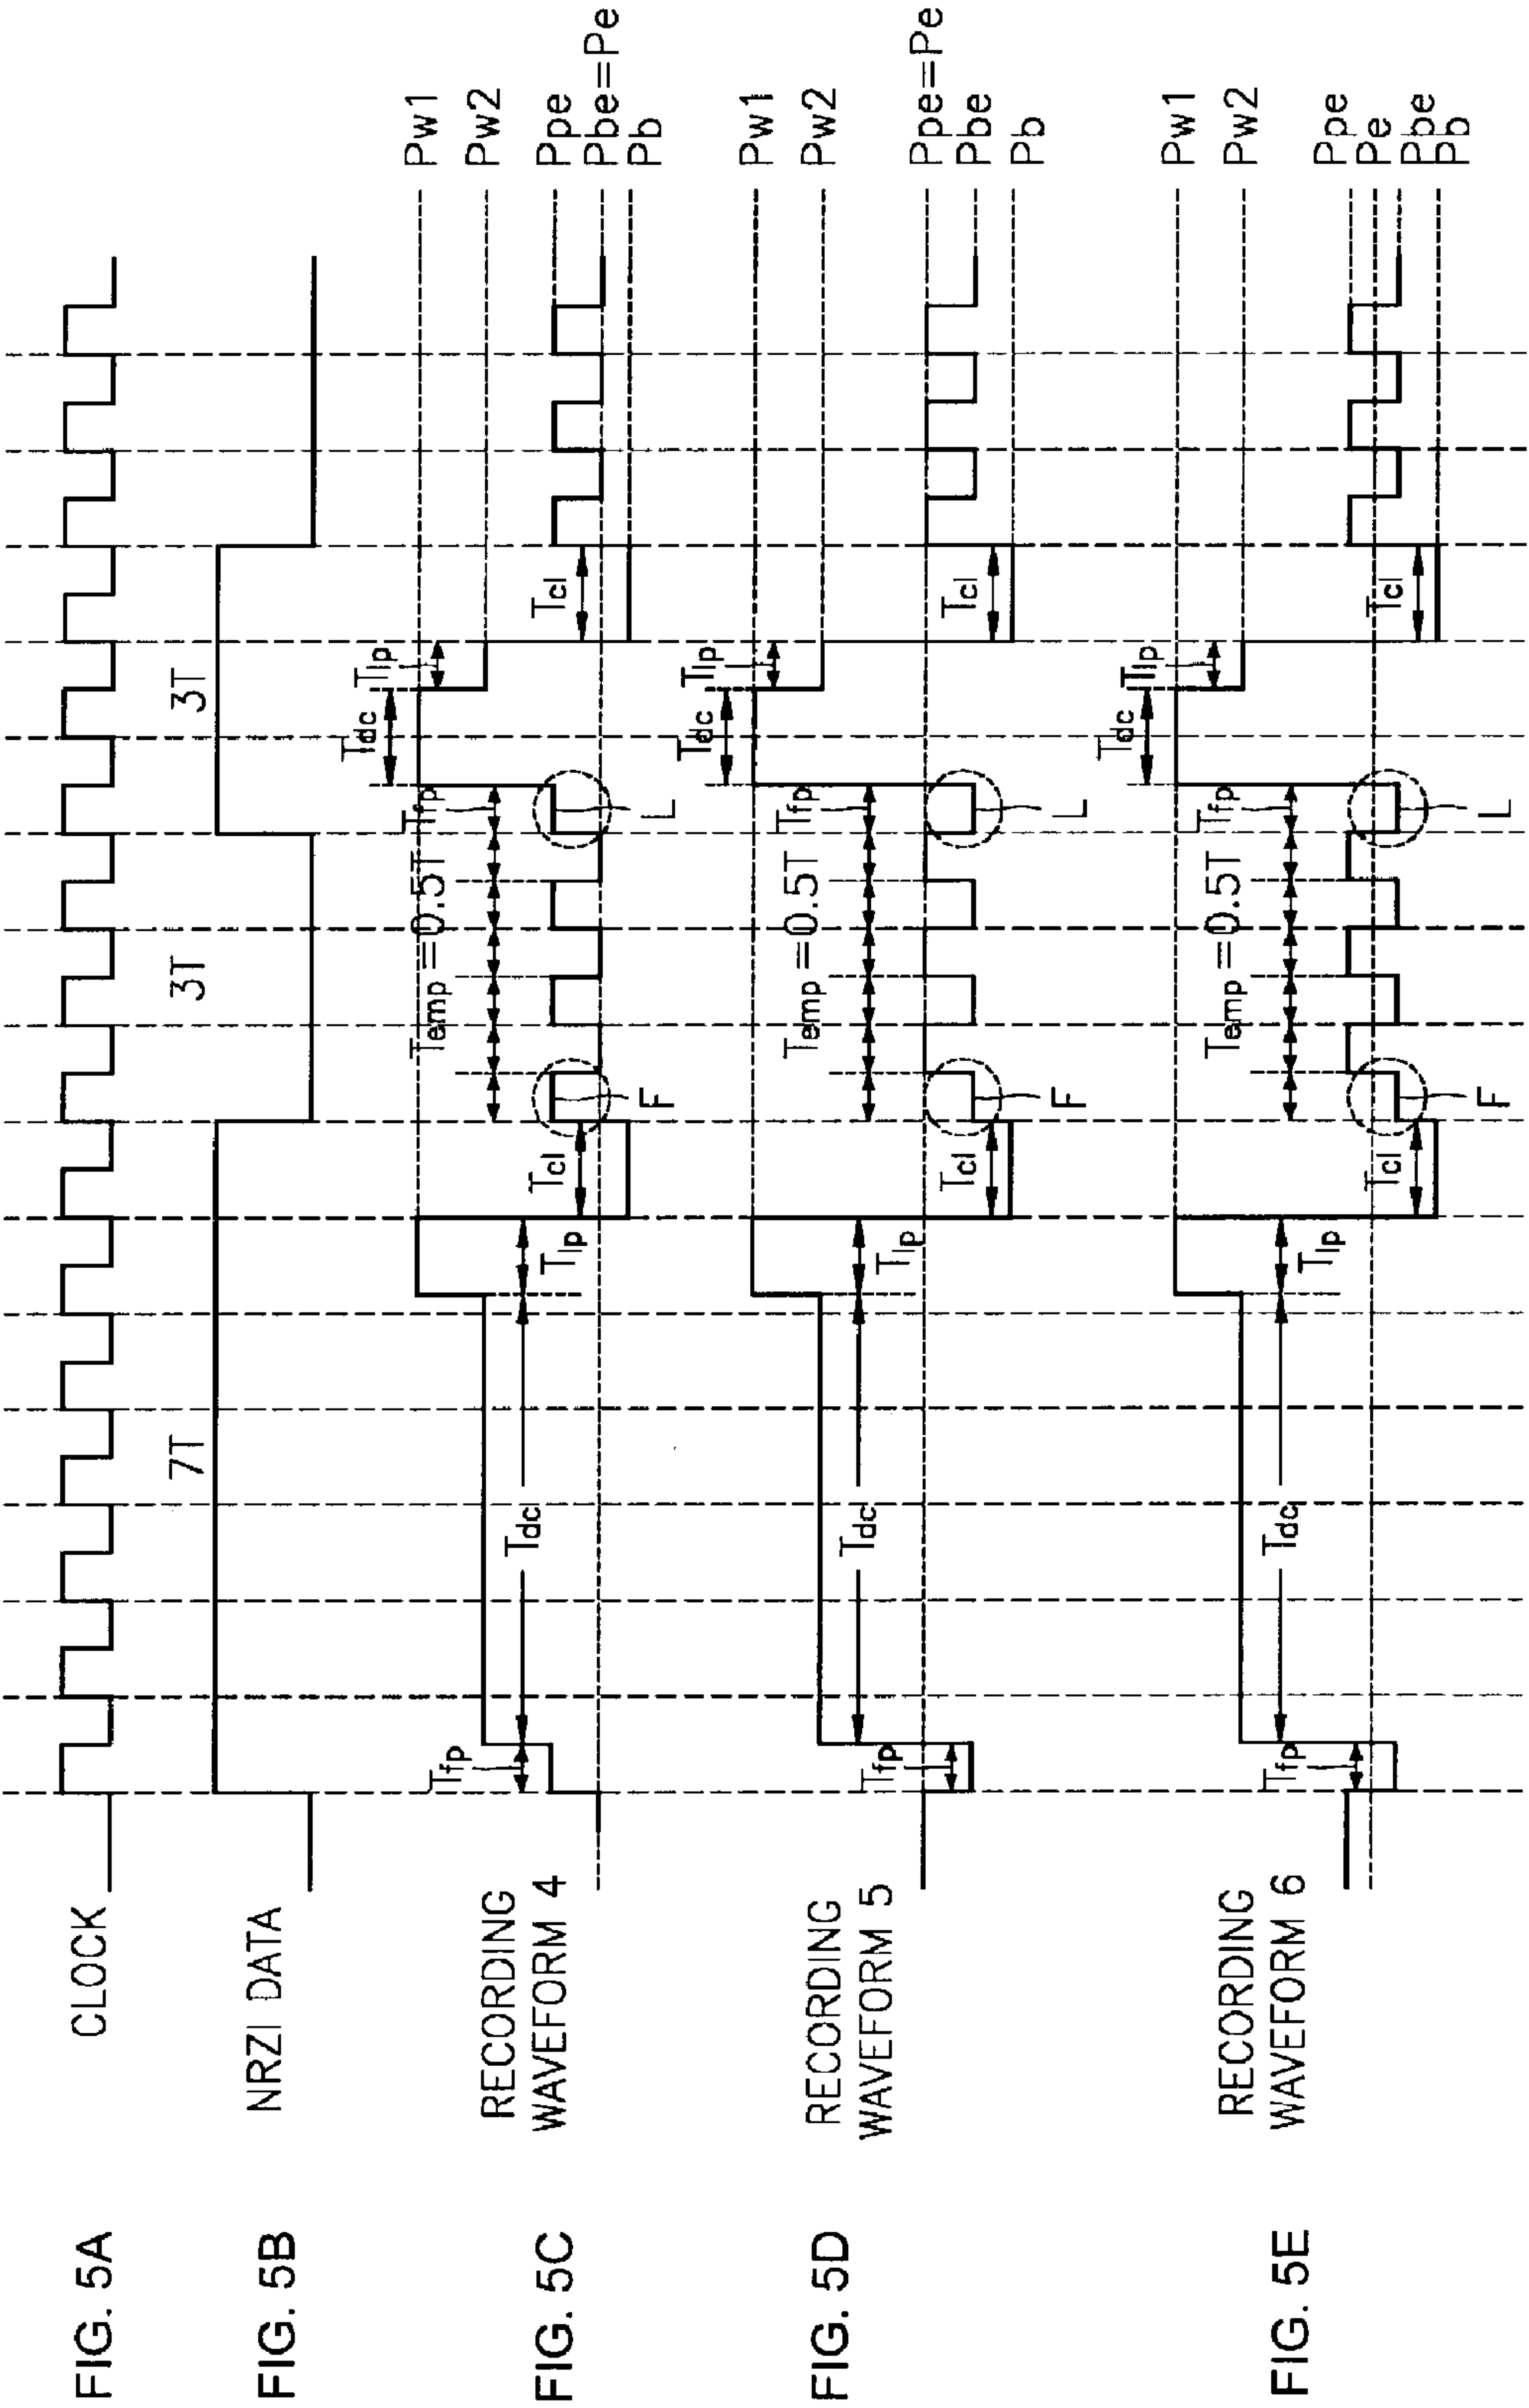 FIG. 5A
CLOCK
FIG. 5B
NRZI DATA
7T
3T
3T
FIG. 5C
RECORDING
WAVEFORM 4
Tfp
Tdc
Tlp
Tcl
F
Temp=0.5T
Tfp
L
Tdc
Tlp
Tcl
Pw1
Pw2
Ppe
Pbe=Pe
Pb
FIG. 5D
RECORDING
WAVEFORM 5
Tfp
Tdc
Tlp
Tcl
F
Temp=0.5T
Tfp
L
Tdc
Tlp
Tcl
Pw1
Pw2
Ppe=Pe
Pbe
Pb
FIG. 5E
RECORDING
WAVEFORM 6
Tfp
Tdc
Tlp
Tcl
F
Temp=0.5T
Tfp
L
Tdc
Tlp
Tcl
Pw1
Pw2
Ppe
Pe
Pbe
Pb